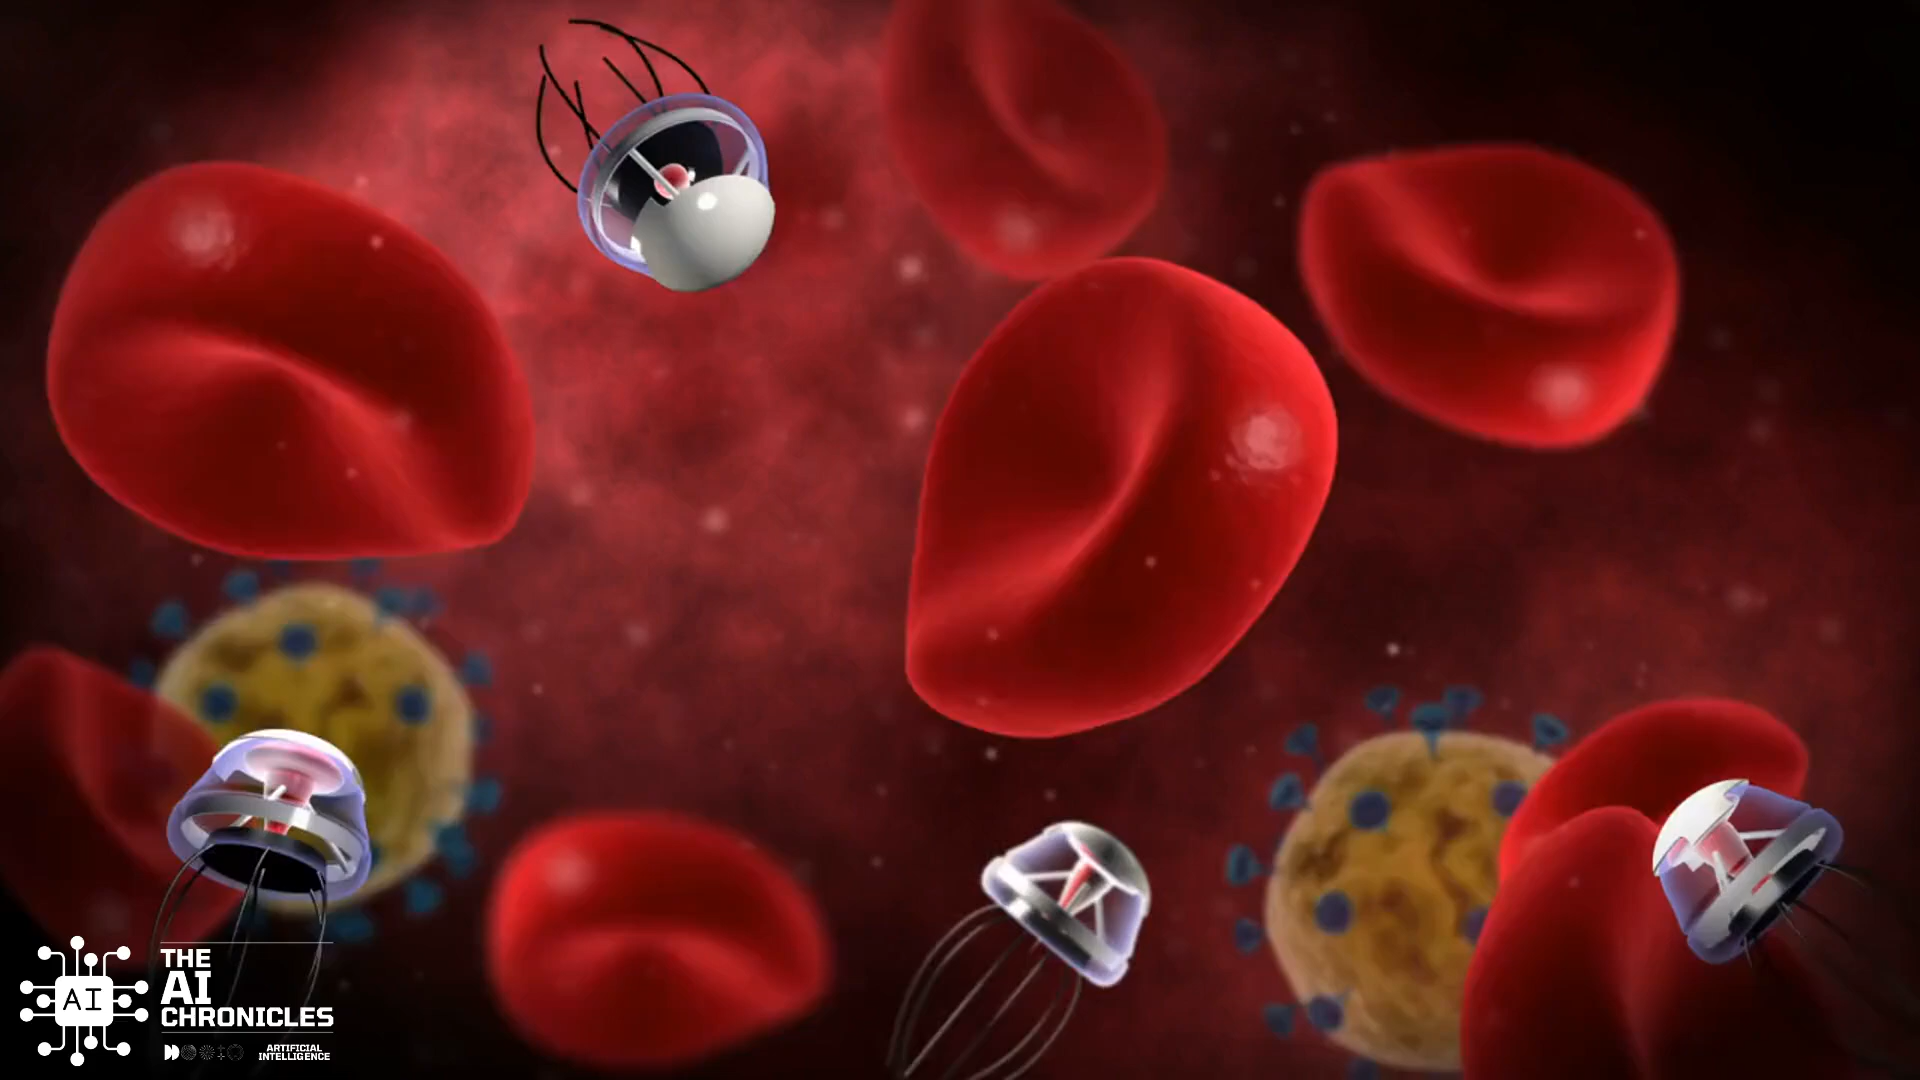 AI
THE
AI
CHRONICLES
ARTIFICIAL
INTELLIGENCE